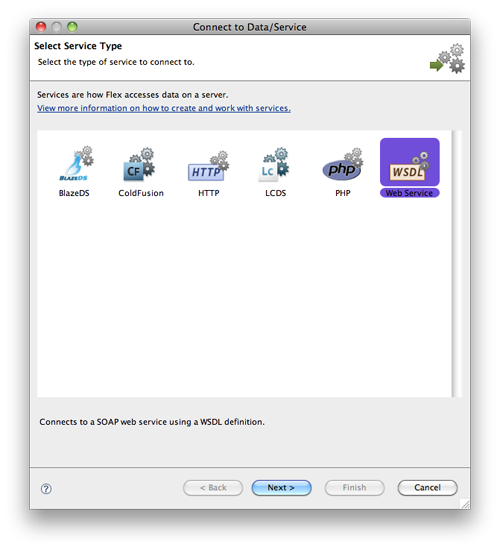 Connect to Data/Service
Select Service Type
Select the type of service to connect to.
Services are how Flex accesses data on a server.
View more information on how to create and work with services.
BLAZEDS CF HTTP LC php WSDL
BlazeDS ColdFusion HTTP LCDS PHP Web Service
Connects to a SOAP web service using a WSDL definition.
? < Back Next > Finish Cancel